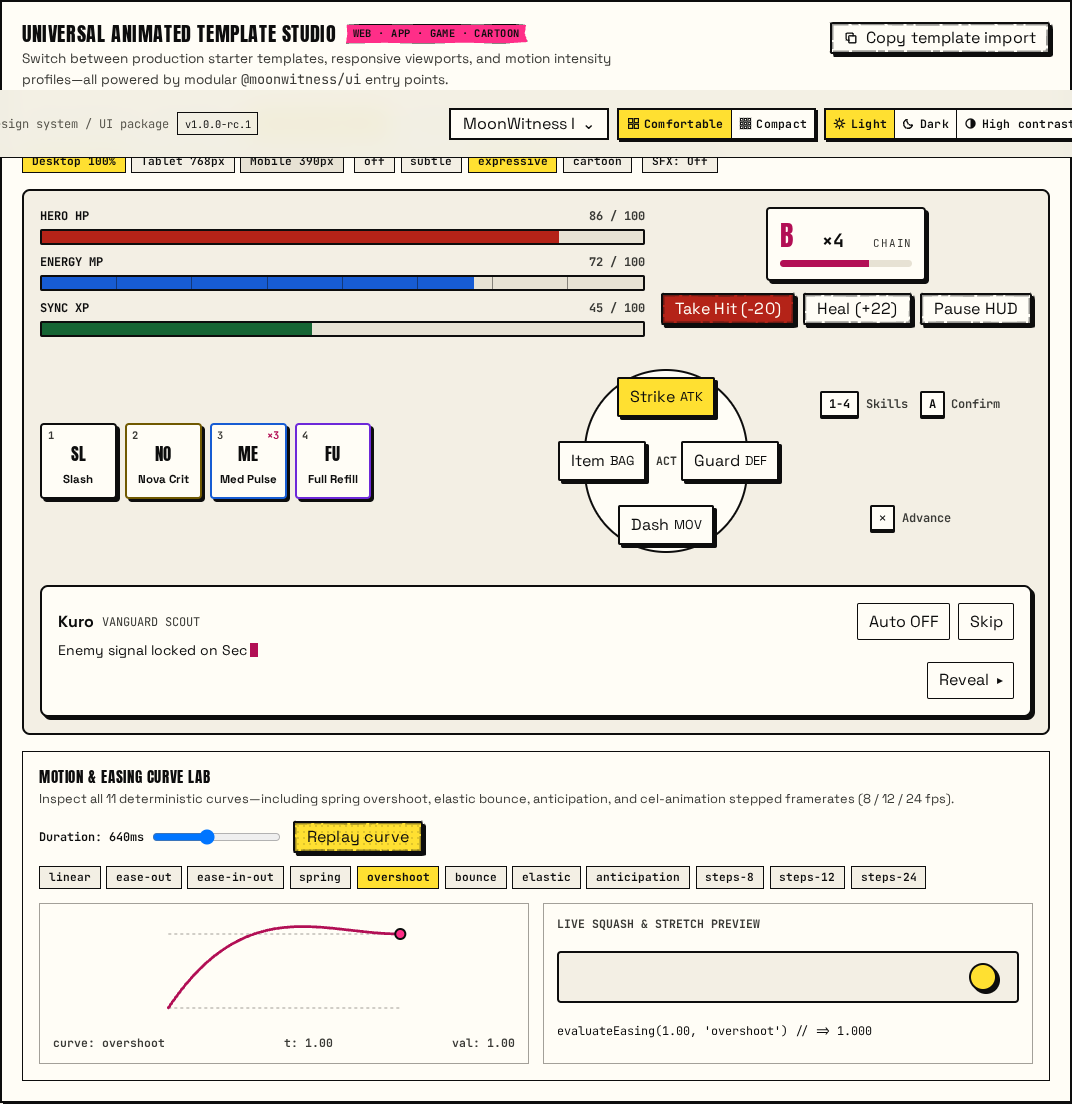 UNIVERSAL ANIMATED TEMPLATE STUDIO
WEB · APP · GAME · CARTOON
Copy template import
Switch between production starter templates, responsive viewports, and motion intensity
profiles—all powered by modular @moonwitness/ui entry points.
sign system / UI package
v1.0.0-rc.1
MoonWitness I
Comfortable
Compact
Light
Dark
High contrast
Desktop 100%
Tablet 768px
Mobile 390px
off
subtle
expressive
cartoon
SFX: Off
HERO HP
86 / 100
ENERGY MP
72 / 100
SYNC XP
45 / 100
B ×4 CHAIN
Take Hit (-20)
Heal (+22)
Pause HUD
1
SL
Slash
2
NO
Nova Crit
3 ×3
ME
Med Pulse
4
FU
Full Refill
Strike ATK
Item BAG
ACT
Guard DEF
Dash MOV
1-4 Skills
A Confirm
× Advance
Kuro VANGUARD SCOUT
Enemy signal locked on Sec
Auto OFF
Skip
Reveal ▸
MOTION & EASING CURVE LAB
Inspect all 11 deterministic curves—including spring overshoot, elastic bounce, anticipation, and cel-animation stepped framerates (8 / 12 / 24 fps).
Duration: 640ms
Replay curve
linear
ease-out
ease-in-out
spring
overshoot
bounce
elastic
anticipation
steps-8
steps-12
steps-24
curve: overshoot
t: 1.00
val: 1.00
LIVE SQUASH & STRETCH PREVIEW
evaluateEasing(1.00, 'overshoot') // => 1.000